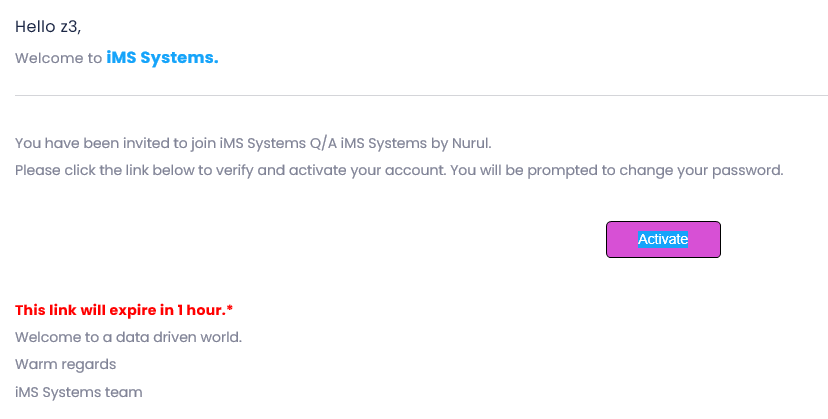 Hello z3,
Welcome to iMS Systems.
You have been invited to join iMS Systems Q/A iMS Systems by Nurul.
Please click the link below to verify and activate your account. You will be prompted to change your password.
Activate
This link will expire in 1 hour.*
Welcome to a data driven world.
Warm regards
iMS Systems team